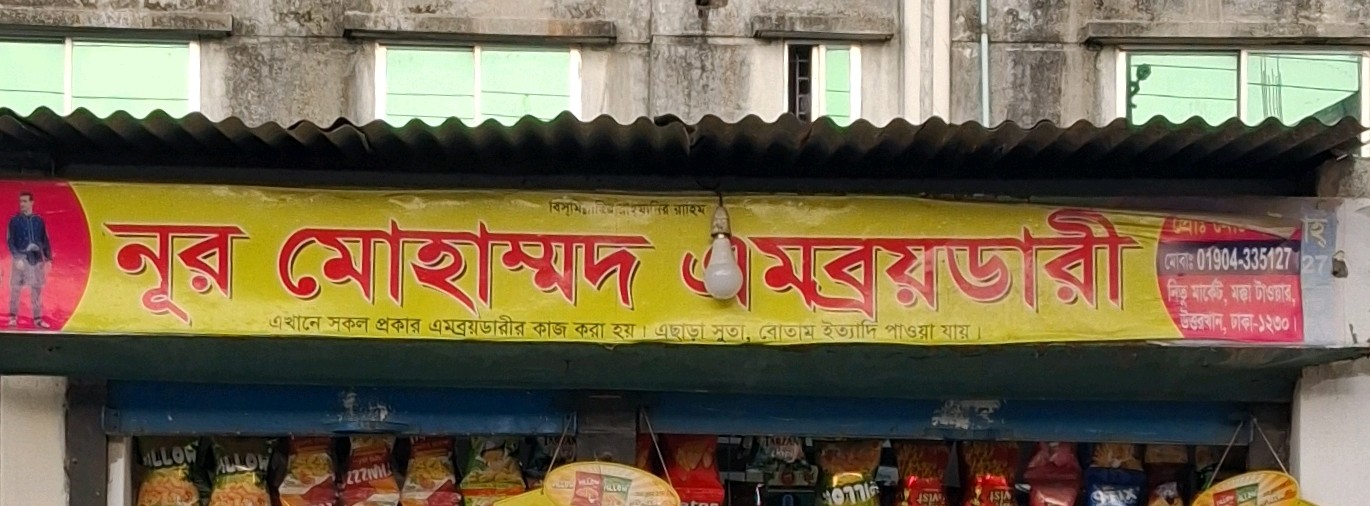 বিসমিল্লাহির রাহমানির রাহিম
নূর মোহাম্মদ এমব্রয়ডারী
এখানে সকল প্রকার এমব্রয়ডারীর কাজ করা হয়। এছাড়া সুতা, বোতাম ইত্যাদি পাওয়া যায়।
প্রোঃ
মোবাঃ 01904-335127
নিতু মার্কেট, মক্কা টাওয়ার,
উত্তরখান, ঢাকা-১২৩০।
হি
27